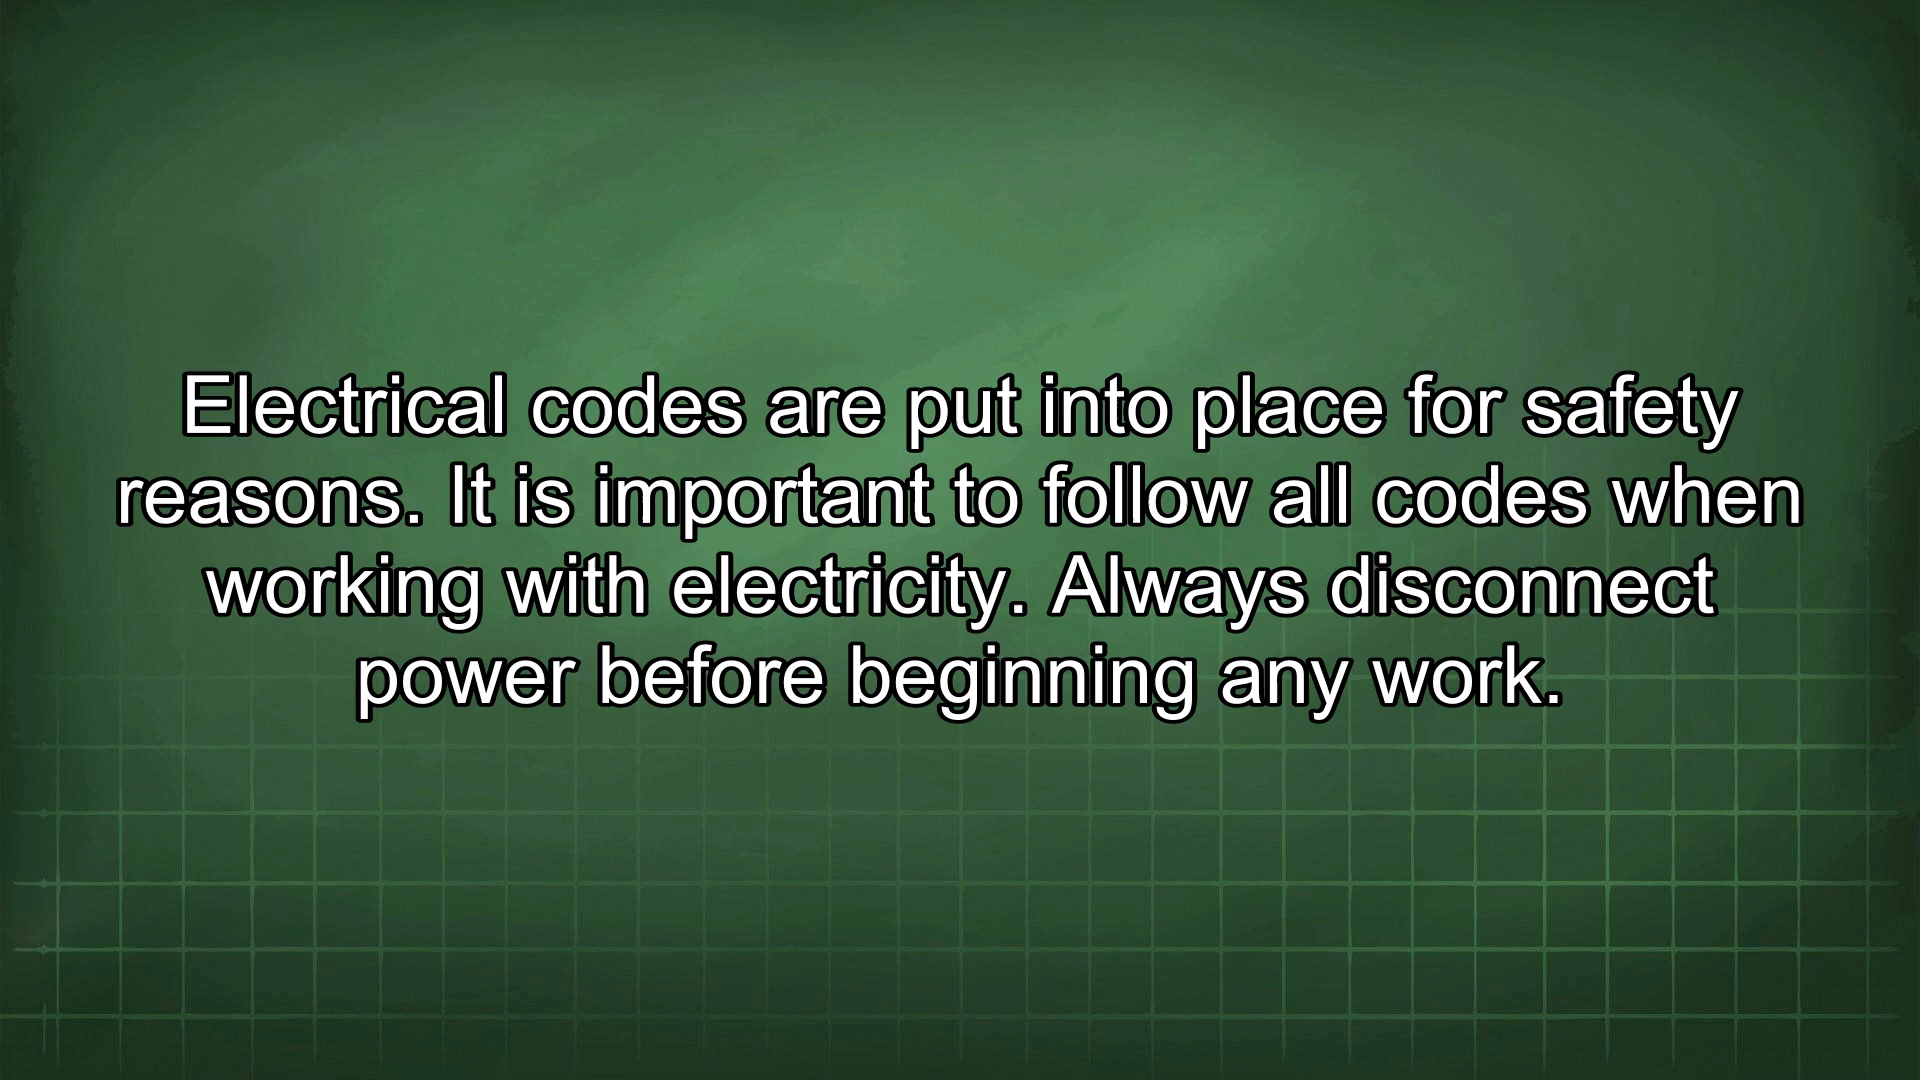 Electrical codes are put into place for safety
reasons. It is important to follow all codes when
working with electricity. Always disconnect
power before beginning any work.